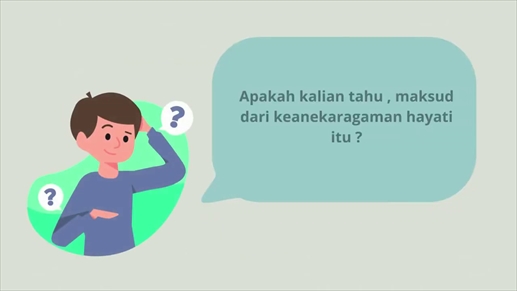 Apakah kalian tahu , maksud
dari keanekaragaman hayati
itu ?
?
?